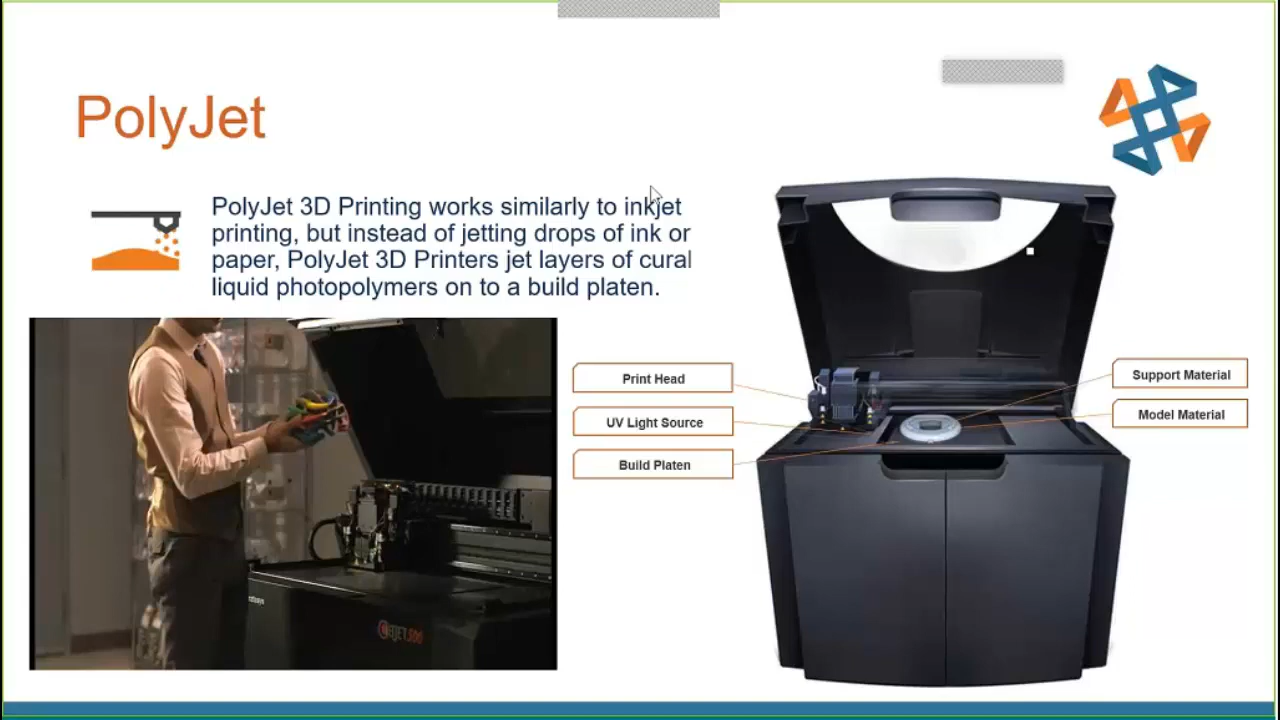 PolyJet
PolyJet 3D Printing works similarly to inkjet
printing, but instead of jetting drops of ink or
paper, PolyJet 3D Printers jet layers of cural
liquid photopolymers on to a build platen.
Print Head
UV Light Source
Build Platen
Support Material
Model Material